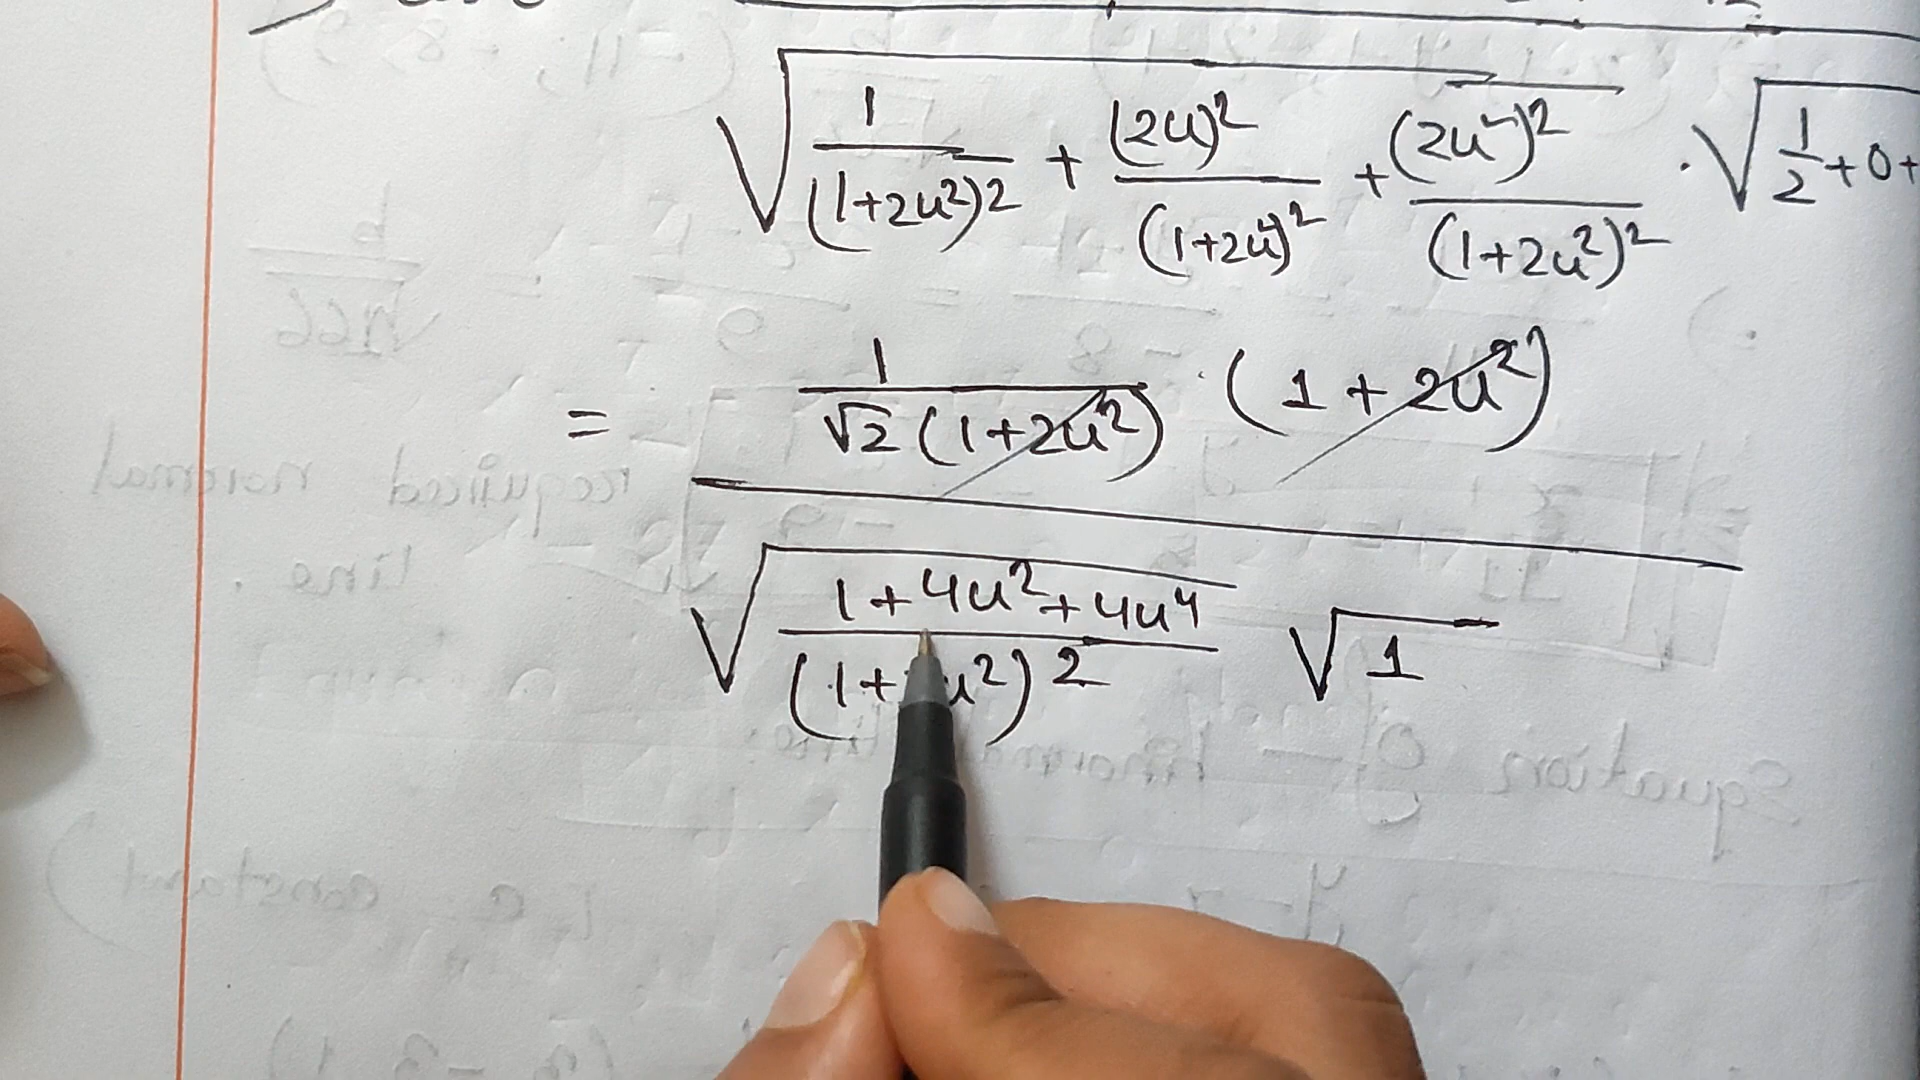 √(1/(1+2u²)² + (2u)²/(1+2u²)² + (2u²)²/(1+2u²)²) · √(1/2 + 0 +
= 1/(√2 (1+2u²)) · (1 + 2u²)
√((1 + 4u² + 4u⁴)/(1+2u²)²) √1